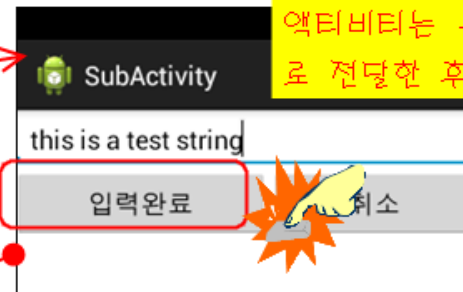 액티비티는
로 전달한 후
SubActivity
this is a test string
입력완료
취소